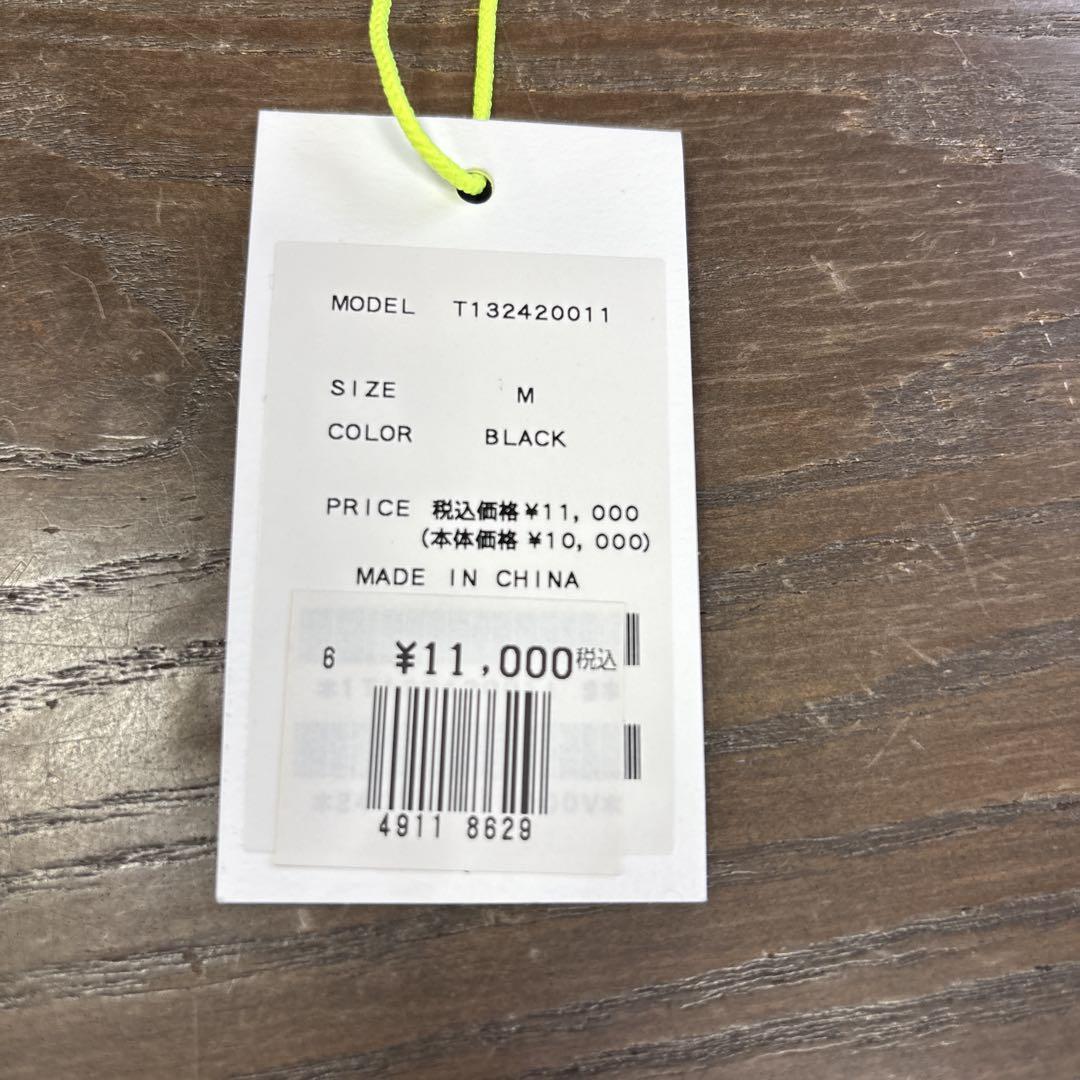 MODEL T132420011
SIZE M
COLOR BLACK
PRICE 税込価格¥11,000
(本体価格 ¥10,000)
MADE IN CHINA
6 ¥11,000税込
4911 8629